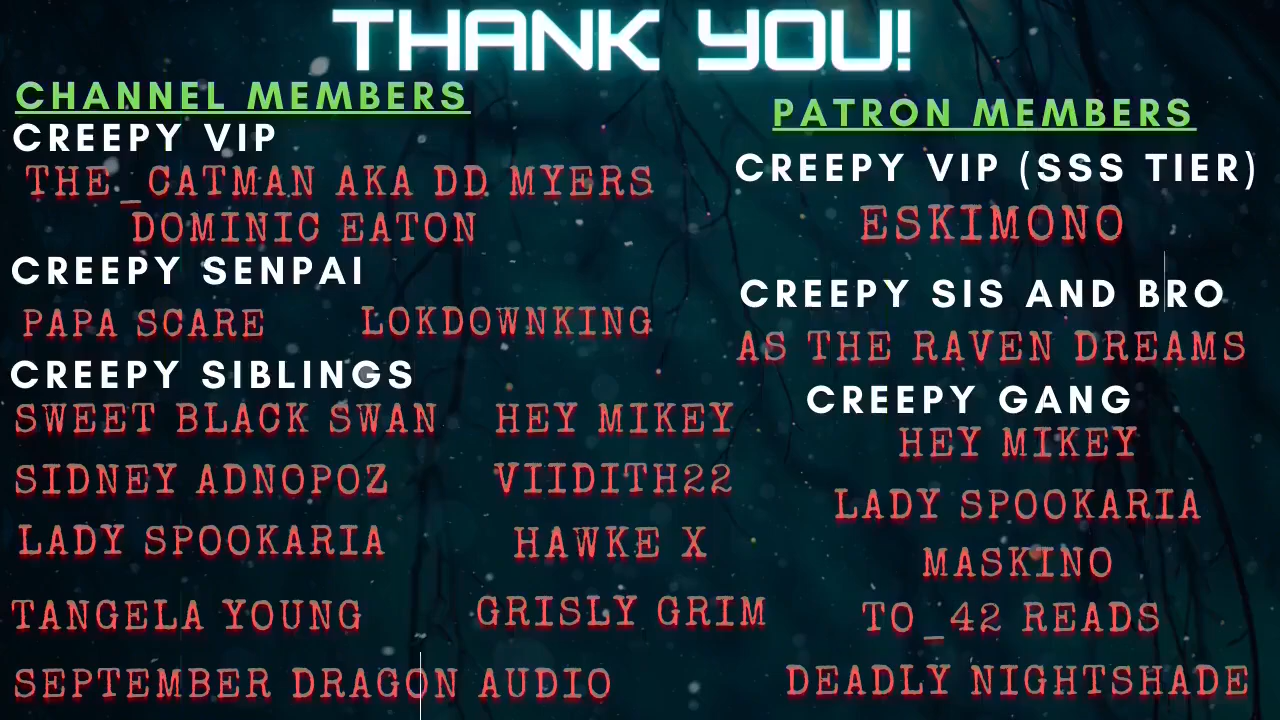 THANK YOU!
CHANNEL MEMBERS
CREEPY VIP
THE_CATMAN AKA DD MYERS
DOMINIC EATON
CREEPY SENPAI
PAPA SCARE LOKDOWNKING
CREEPY SIBLINGS
SWEET BLACK SWAN HEY MIKEY
SIDNEY ADNOPOZ VIIDITH22
LADY SPOOKARIA HAWKE X
TANGELA YOUNG GRISLY GRIM
SEPTEMBER DRAGON AUDIO
PATRON MEMBERS
CREEPY VIP (SSS TIER)
ESKIMONO
CREEPY SIS AND BRO
AS THE RAVEN DREAMS
CREEPY GANG
HEY MIKEY
LADY SPOOKARIA
MASKINO
TO_42 READS
DEADLY NIGHTSHADE